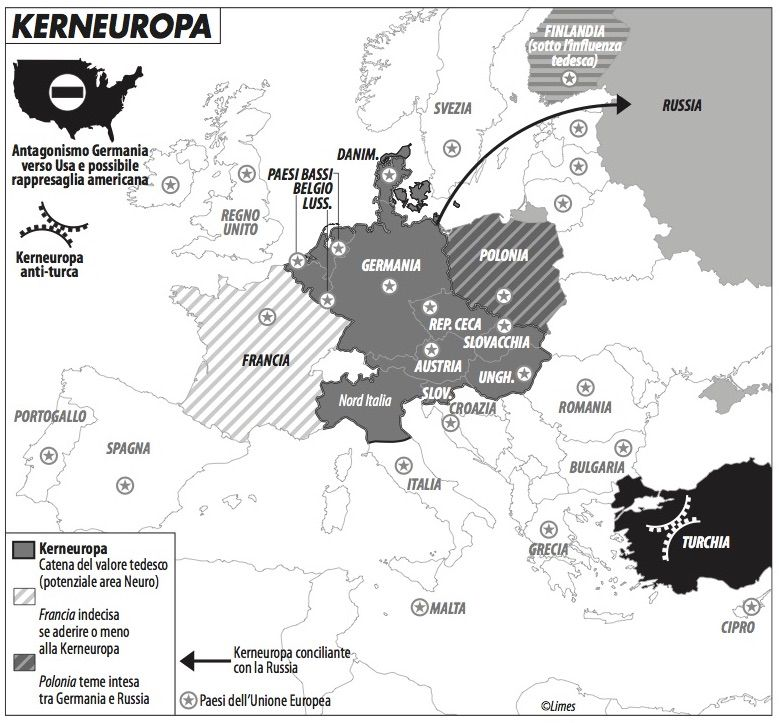 KERNEUROPA
Antagonismo Germania
verso Usa e possibile
rappresaglia americana
Kerneuropa
anti-turca
FINLANDIA
(sotto l'influenza
tedesca)
RUSSIA
SVEZIA
DANIM.
PAESI BASSI
BELGIO
LUSS.
REGNO
UNITO
GERMANIA
POLONIA
REP. CECA
SLOVACCHIA
FRANCIA
AUSTRIA
UNGH.
Nord Italia
SLOV.
CROAZIA
ROMANIA
PORTOGALLO
SPAGNA
BULGARIA
ITALIA
TURCHIA
GRECIA
MALTA
CIPRO
Kerneuropa
Catena del valore tedesco
(potenziale area Neuro)
Francia indecisa
se aderire o meno
alla Kerneuropa
Polonia teme intesa
tra Germania e Russia
Kerneuropa conciliante
con la Russia
Paesi dell'Unione Europea
©Limes